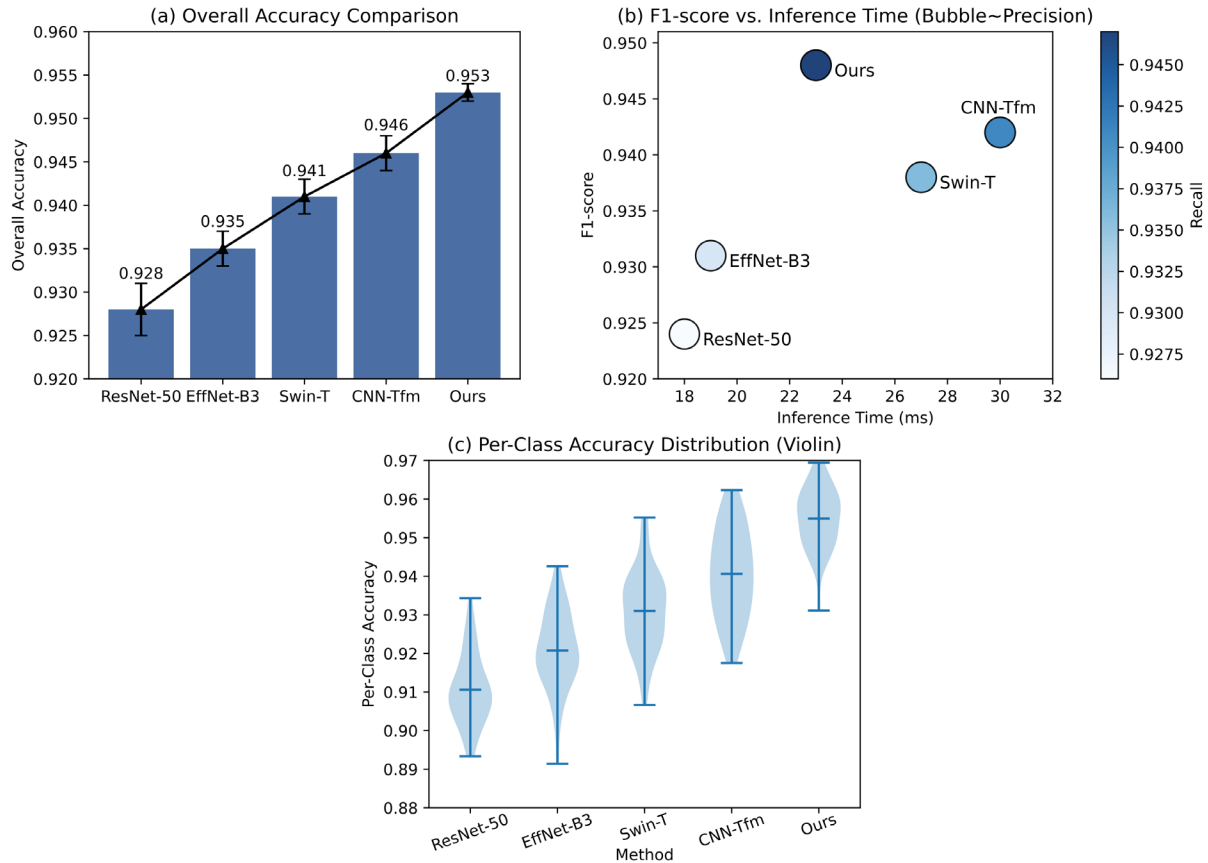 (a) Overall Accuracy Comparison
Overall Accuracy
0.960
0.955
0.950
0.945
0.940
0.935
0.930
0.925
0.920
0.928
0.935
0.941
0.946
0.953
ResNet-50 EffNet-B3 Swin-T CNN-Tfm Ours
(b) F1-score vs. Inference Time (Bubble~Precision)
F1-score
0.950
0.945
0.940
0.935
0.930
0.925
0.920
Ours
CNN-Tfm
Swin-T
EffNet-B3
ResNet-50
18 20 22 24 26 28 30 32
Inference Time (ms)
0.9450
0.9425
0.9400
0.9375
0.9350
0.9325
0.9300
0.9275
Recall
(c) Per-Class Accuracy Distribution (Violin)
Per-Class Accuracy
0.97
0.96
0.95
0.94
0.93
0.92
0.91
0.90
0.89
0.88
ResNet-50 EffNet-B3 Swin-T CNN-Tfm Ours
Method